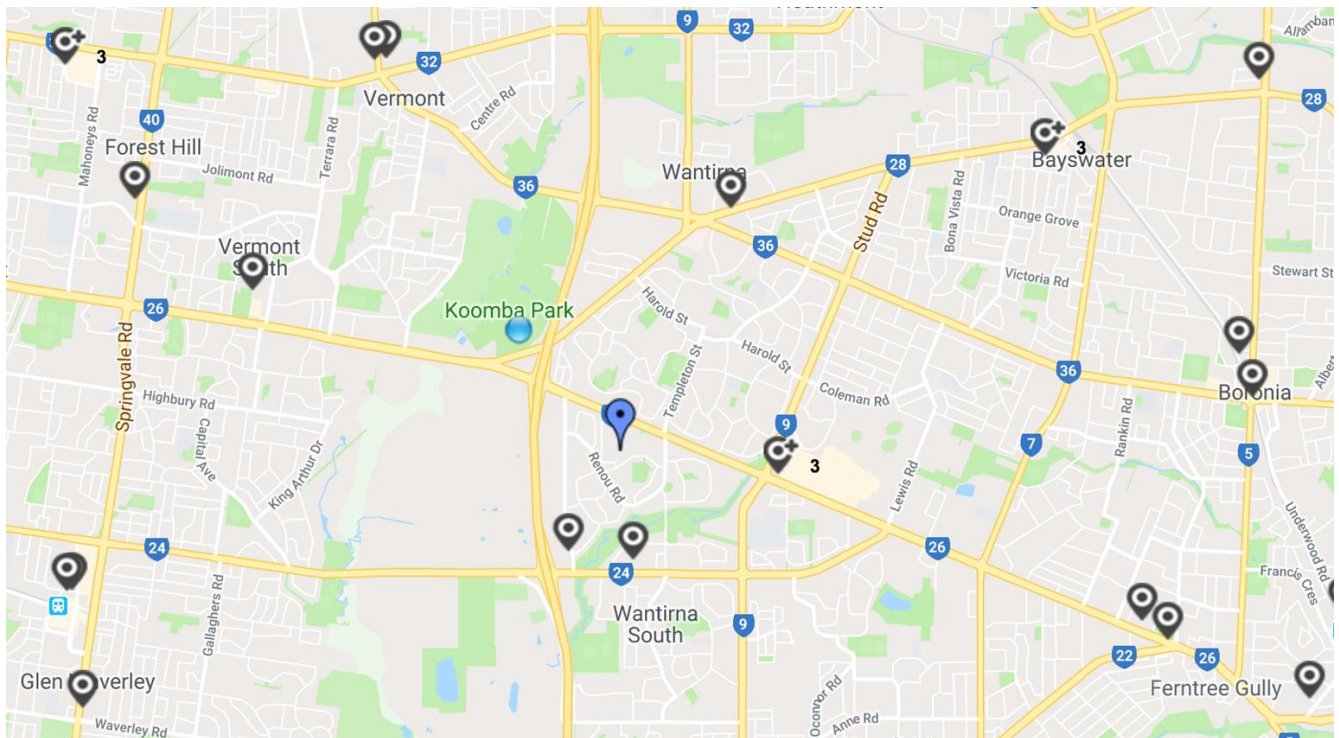 9
32
3
32
Vermont
Centre Rd
28
40
Forest Hill
Mahoneys Rd
Jolimont Rd
Terrara Rd
36
Wantirna
28
3
Bayswater
Stud Rd
Bona Vista Rd
Orange Grove
Vermont
South
36
Victoria Rd
Stewart St
26
Koomba Park
Harold St
Springvale Rd
Harold St
Templeton St
36
Highbury Rd
Coleman Rd
Boronia
Capital Ave
King Arthur Dr
9
Rankin Rd
7
5
Renou Rd
3
Lewis Rd
Underwood Rd
24
26
24
Francis Cres
Gallaghers Rd
Wantirna
South
9
22
26
Glen Waverley
Ferntree Gully
Oconnor Rd
Waverley Rd
Anne Rd